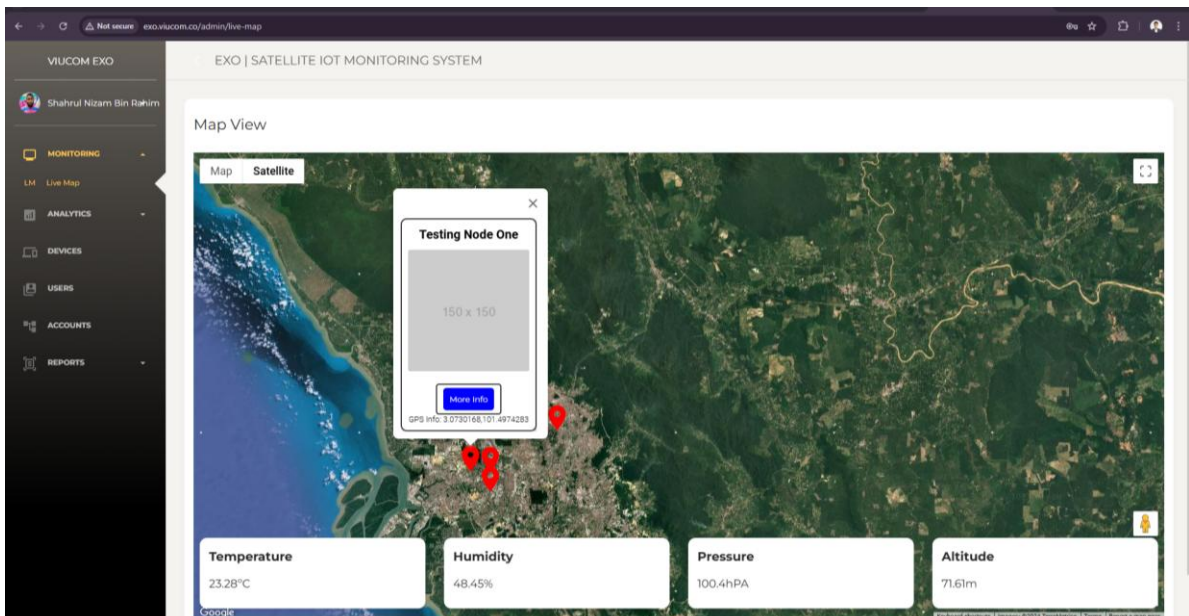 Not secure exo.viucom.co/admin/live-map
VIUCOM EXO
EXO | SATELLITE IOT MONITORING SYSTEM
Shahrul Nizam Bin Rahim
Map View
MONITORING
LM Live Map
ANALYTICS
DEVICES
USERS
ACCOUNTS
REPORTS
Map Satellite
Testing Node One
150 x 150
More Info
GPS Info: 3.0730168,101.4974283
Temperature
23.28°C
Humidity
48.45%
Pressure
100.4hPA
Altitude
71.61m
Google